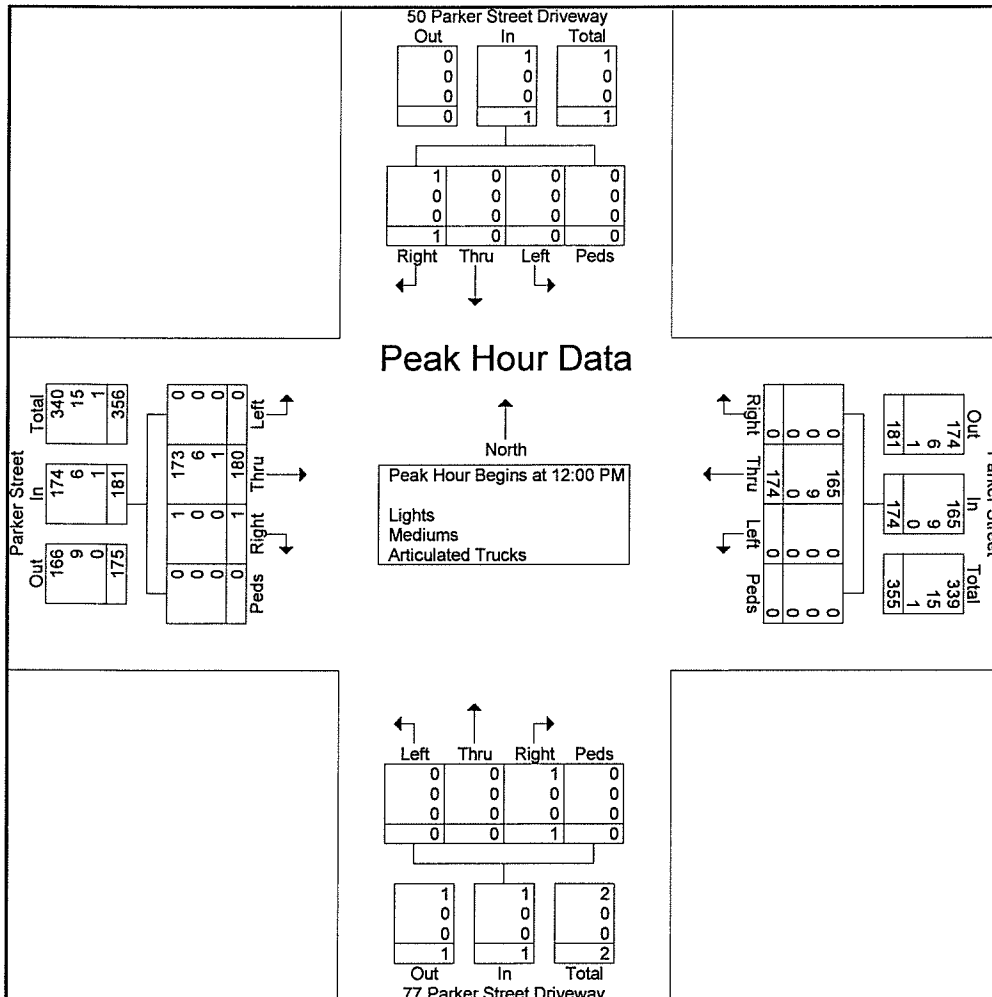 50 Parker Street Driveway
Out In Total
0 1 1
0 0 0
0 0 0
0 1 1
1 0 0 0
0 0 0 0
0 0 0 0
1 0 0 0
Right Thru Left Peds
Peak Hour Data
North
Peak Hour Begins at 12:00 PM
Lights
Mediums
Articulated Trucks
Parker Street
Out In Total
166 174 340
9 6 15
0 1 1
175 181 356
Peds Right Thru Left
0 1 173 0
0 0 6 0
0 0 1 0
0 1 180 0
Right Thru Left Peds
0 165 0 0
0 9 0 0
0 0 0 0
0 174 0 0
Parker Street
Out In Total
174 165 339
6 9 15
1 0 1
181 174 355
Left Thru Right Peds
0 0 1 0
0 0 0 0
0 0 0 0
0 0 1 0
1 1 2
0 0 0
0 0 0
1 1 2
Out In Total
77 Parker Street Driveway